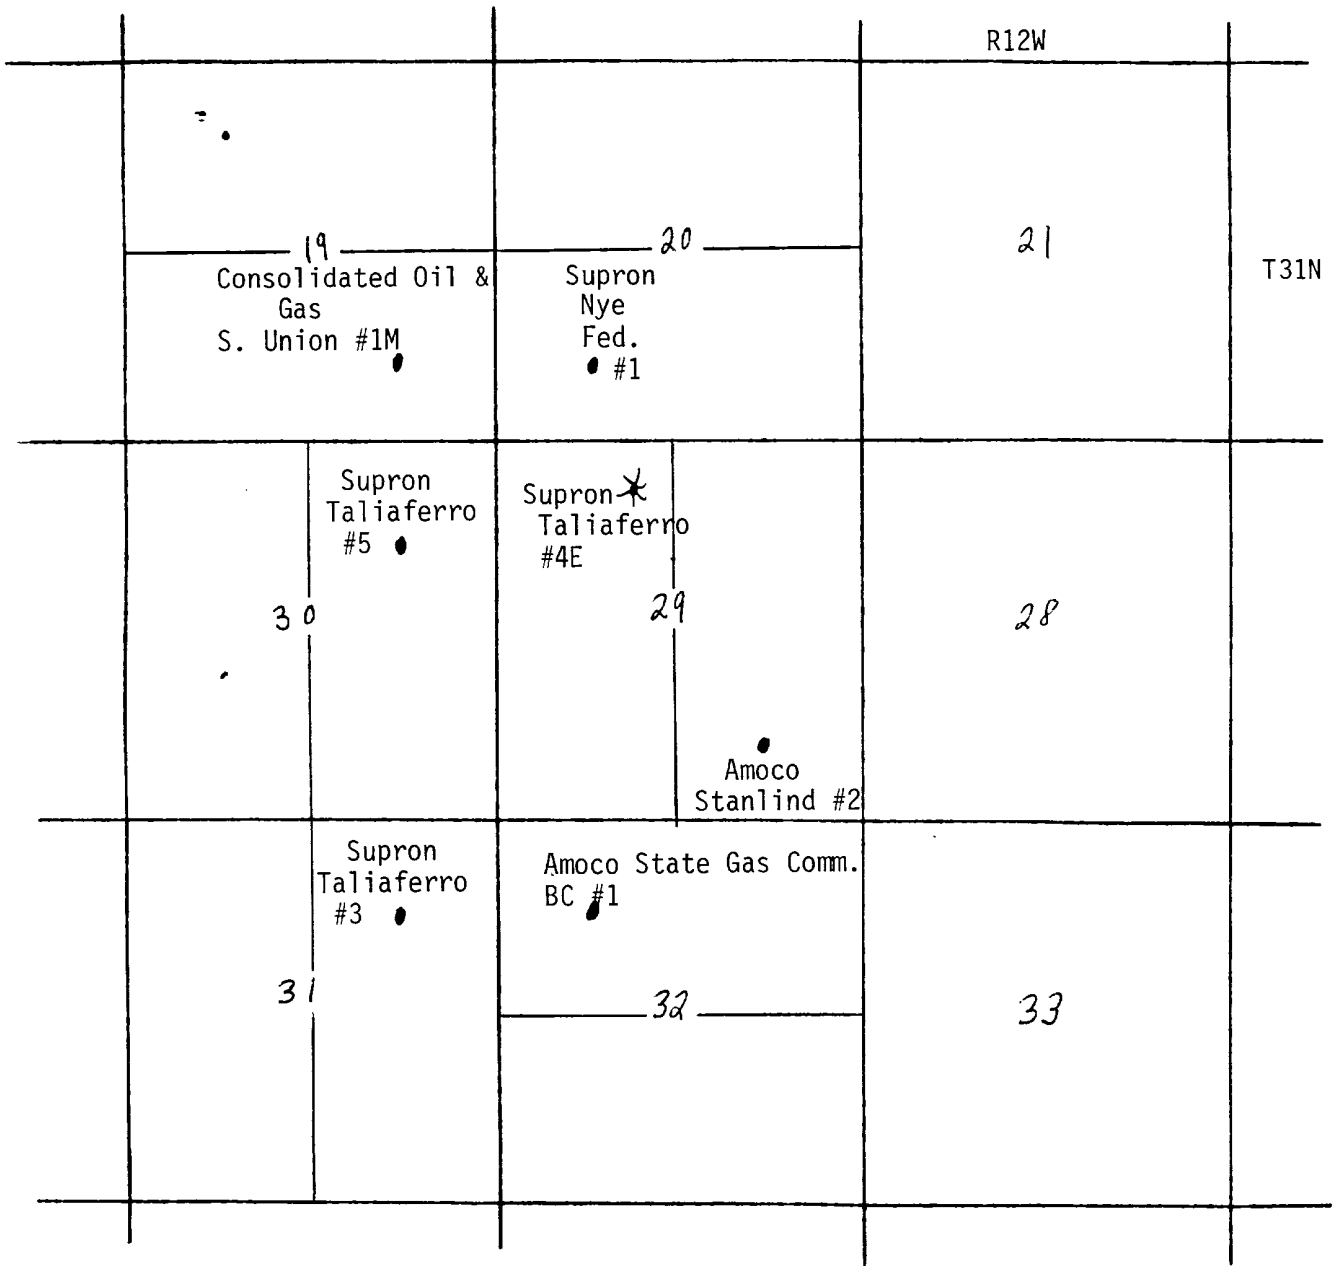 R12W
19
20
21
T31N
Consolidated Oil &
Gas
S. Union #1M
Supron
Nye
Fed.
#1
Supron
Taliaferro
#5
Supron
Taliaferro
#4E
30
29
28
Amoco
Stanlind #2
Supron
Taliaferro
#3
Amoco State Gas Comm.
BC #1
31
32
33